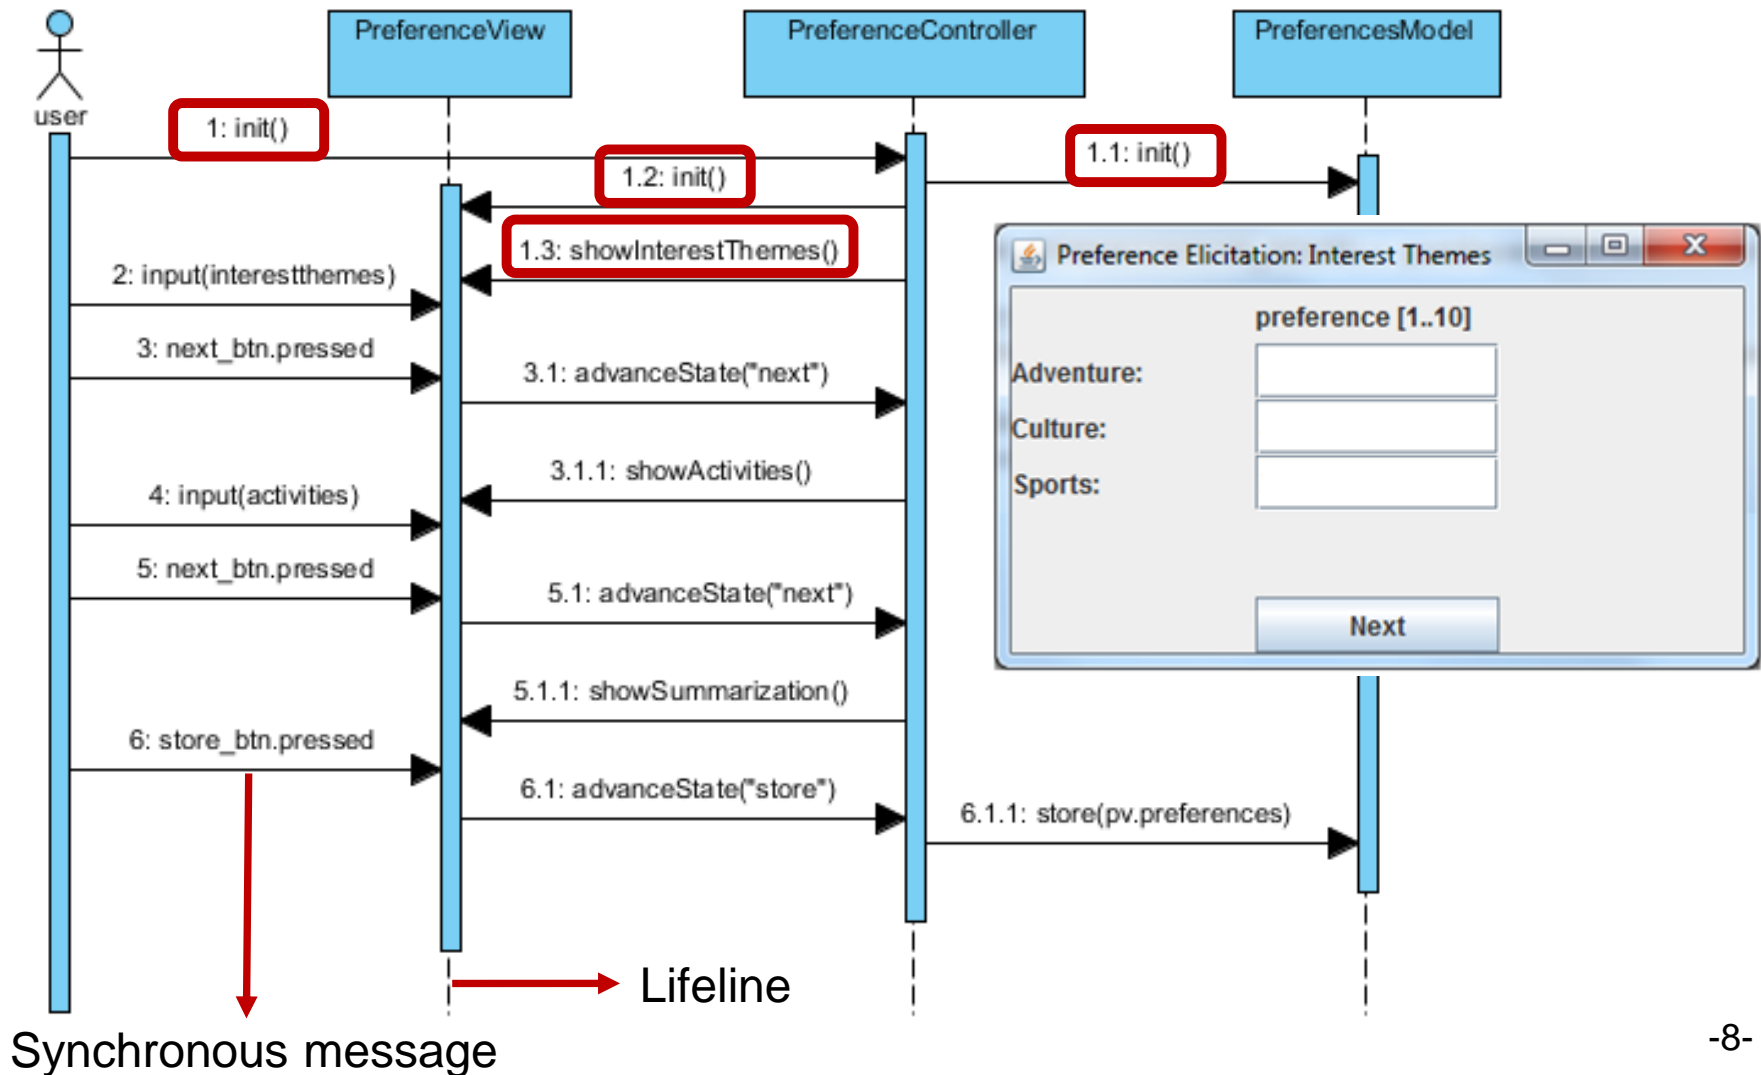 PreferenceView
PreferenceController
PreferencesModel
user
1: init()
1.1: init()
1.2: init()
1.3: showInterestThemes()
2: input(interestthemes)
3: next_btn.pressed
3.1: advanceState("next")
3.1.1: showActivities()
4: input(activities)
5: next_btn.pressed
5.1: advanceState("next")
5.1.1: showSummarization()
6: store_btn.pressed
6.1: advanceState("store")
6.1.1: store(pv.preferences)
Preference Elicitation: Interest Themes
preference [1..10]
Adventure:
Culture:
Sports:
Next
Lifeline
Synchronous message
-8-